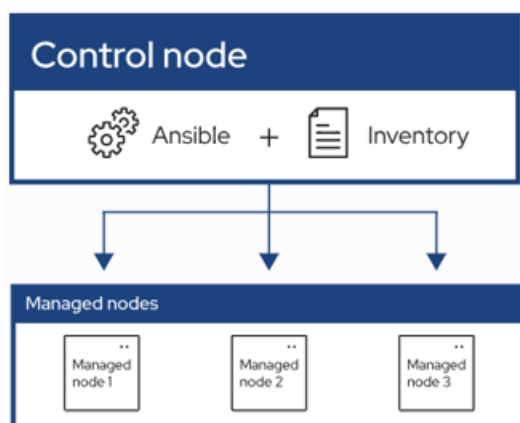 Control node
Ansible + Inventory
Managed nodes
Managed
node 1
Managed
node 2
Managed
node 3